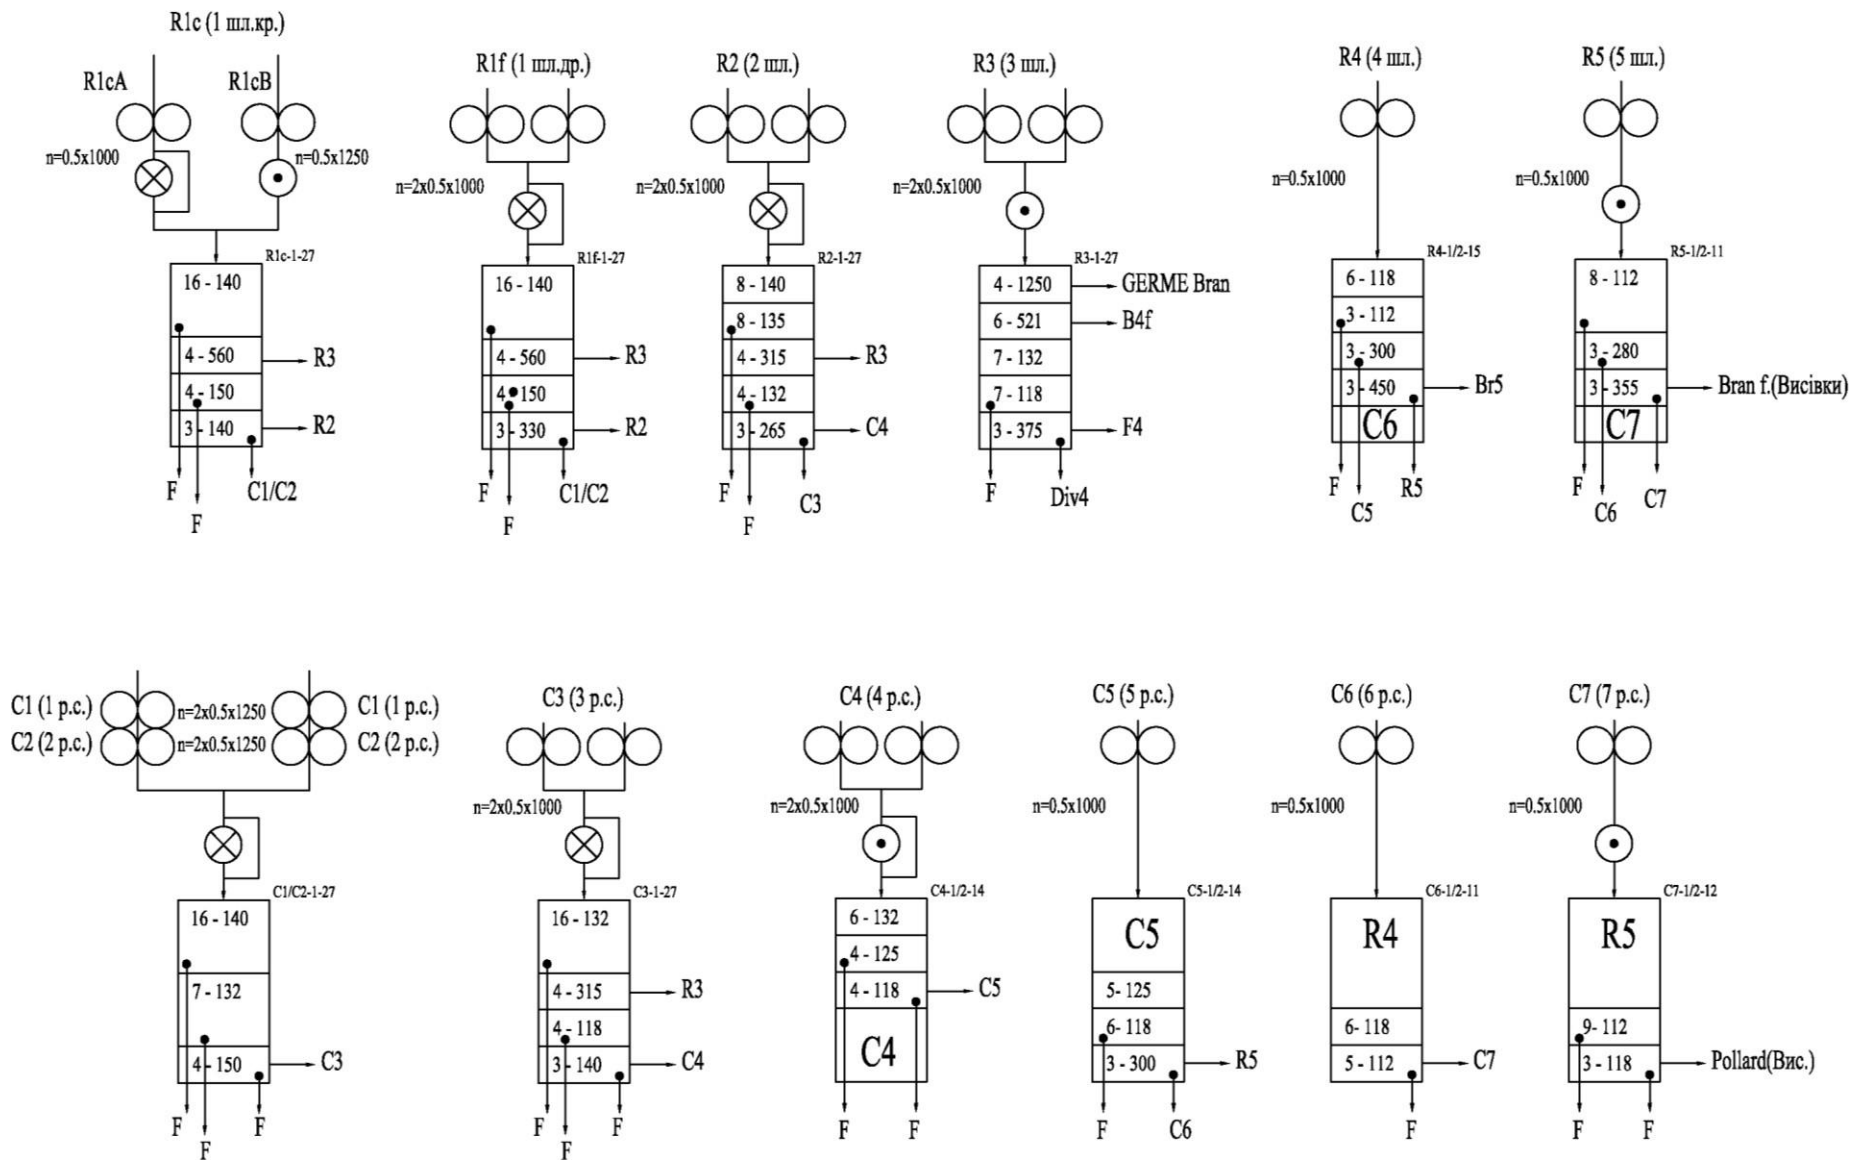 R1c (1 шл.кр.)
R1cA
R1cB
n=0.5x1000
n=0.5x1250
R1c-1-27
16 - 140
4 - 560
R3
4 - 150
3 - 140
R2
F
F
C1/C2
R1f (1 шл.др.)
n=2x0.5x1000
R1f-1-27
16 - 140
4 - 560
R3
4 - 150
3 - 330
R2
F
F
C1/C2
R2 (2 шл.)
n=2x0.5x1000
R2-1-27
8 - 140
8 - 135
4 - 315
R3
4 - 132
3 - 265
C4
F
F
C3
R3 (3 шл.)
n=2x0.5x1000
R3-1-27
4 - 1250
GERME Bran
6 - 521
B4f
7 - 132
7 - 118
3 - 375
F4
F
Div4
R4 (4 шл.)
n=0.5x1000
R4-1/2-15
6 - 118
3 - 112
3 - 300
3 - 450
Br5
C6
F
C5
R5
R5 (5 шл.)
n=0.5x1000
R5-1/2-11
8 - 112
3 - 280
3 - 355
Bran f.(Висівки)
C7
F
C6
C7
C1 (1 р.с.)
n=2x0.5x1250
C1 (1 р.с.)
C2 (2 р.с.)
n=2x0.5x1250
C2 (2 р.с.)
C1/C2-1-27
16 - 140
7 - 132
4 - 150
C3
F
F
F
C3 (3 р.с.)
n=2x0.5x1000
C3-1-27
16 - 132
4 - 315
R3
4 - 118
3 - 140
C4
F
F
F
C4 (4 р.с.)
n=2x0.5x1000
C4-1/2-14
6 - 132
4 - 125
4 - 118
C5
C4
F
F
C5 (5 р.с.)
n=0.5x1000
C5-1/2-14
C5
5- 125
6- 118
3 - 300
R5
F
C6
C6 (6 р.с.)
n=0.5x1000
C6-1/2-11
R4
6- 118
5 - 112
C7
F
C7 (7 р.с.)
n=0.5x1000
C7-1/2-12
R5
9- 112
3 - 118
Pollard(Вис.)
F
F